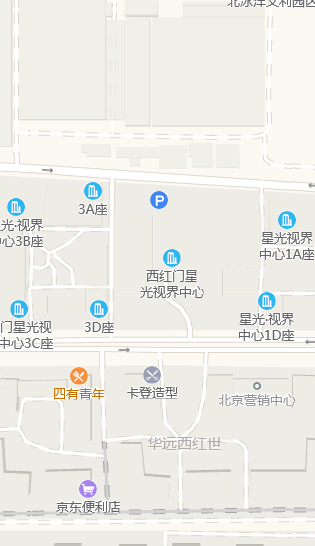 北冰洋义利园区
3A座
P
光·视界
中心3B座
星光·视界
中心1A座
西红门星
光视界中心
门星光视
中心3C座
3D座
星光·视界
中心1D座
四有青年
卡登造型
北京营销中心
华远西红世
京东便利店